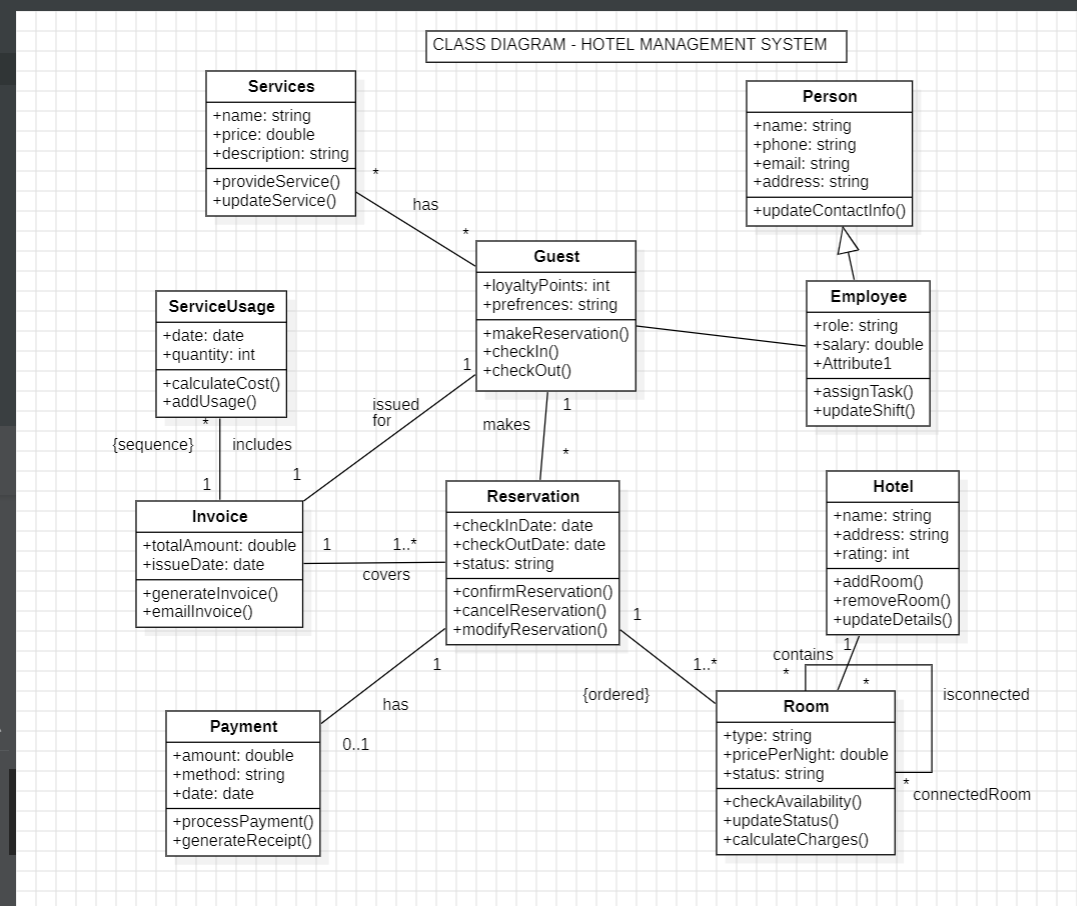 CLASS DIAGRAM - HOTEL MANAGEMENT SYSTEM
Services
+name: string
+price: double
+description: string
+provideService()
+updateService()
*
has
*
Person
+name: string
+phone: string
+email: string
+address: string
+updateContactInfo()
Guest
+loyaltyPoints: int
+prefrences: string
+makeReservation()
+checkIn()
+checkOut()
Employee
+role: string
+salary: double
+Attribute1
+assignTask()
+updateShift()
ServiceUsage
+date: date
+quantity: int
+calculateCost()
+addUsage()
*
{sequence}
includes
1
1
issued
for
1
1
makes
*
Invoice
+totalAmount: double
+issueDate: date
+generateInvoice()
+emailInvoice()
1
1..*
covers
Reservation
+checkInDate: date
+checkOutDate: date
+status: string
+confirmReservation()
+cancelReservation()
+modifyReservation()
Hotel
+name: string
+address: string
+rating: int
+addRoom()
+removeRoom()
+updateDetails()
1
contains
*
*
isconnected
1
1..*
{ordered}
1
has
0..1
Payment
+amount: double
+method: string
+date: date
+processPayment()
+generateReceipt()
Room
+type: string
+pricePerNight: double
+status: string
+checkAvailability()
+updateStatus()
+calculateCharges()
*
connectedRoom